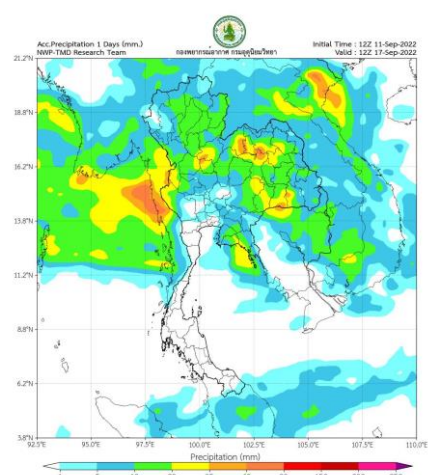 Acc.Precipitation 1 Days (mm.)
NWP-TMD Research Team
กองพยากรณ์อากาศ กรมอุตุนิยมวิทยา
Initial Time : 12Z 11-Sep-2022
Valid : 12Z 17-Sep-2022
21.2°N
18.8°N
16.2°N
13.8°N
11.2°N
8.8°N
6.2°N
3.8°N
92.5°E 95.0°E 97.5°E 100.0°E 102.5°E 105.0°E 107.5°E 110.0°E
Precipitation (mm)